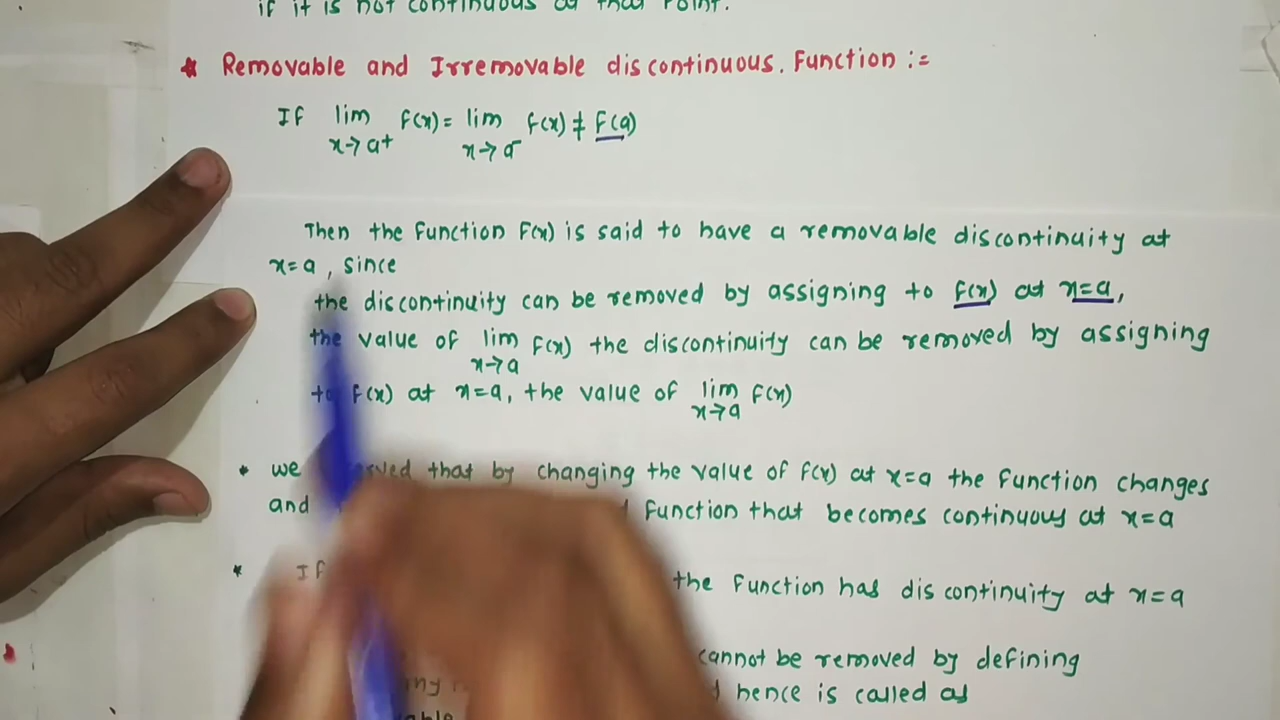 if it is not continuous at that Point.
* Removable and Irremovable discontinuous. Function :=
If lim x→a+ f(x) = lim x→a- f(x) ≠ f(a)
Then the function f(x) is said to have a removable discontinuity at
x=a, since
the discontinuity can be removed by assigning to f(x) at x=a,
the value of lim x→a f(x) the discontinuity can be removed by assigning
to f(x) at x=a, the value of lim x→a f(x)
* we that by changing the value of f(x) at x=a the function changes
and function that becomes continuous at x=a
* If the function has discontinuity at x=a
cannot be removed by defining
hence is called as